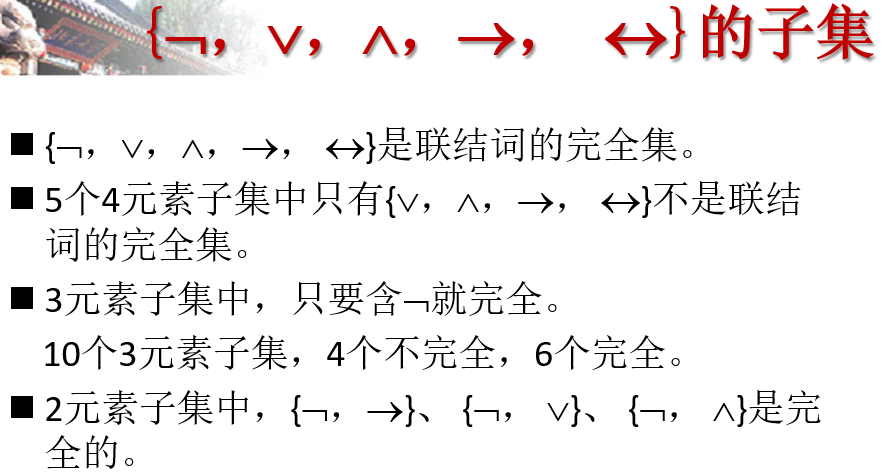 {¬，∨，∧，→， ↔}的子集
■ {¬，∨，∧，→， ↔}是联结词的完全集。
■ 5个4元素子集中只有{∨，∧，→， ↔}不是联结
词的完全集。
■ 3元素子集中，只要含¬就完全。
10个3元素子集，4个不完全，6个完全。
■ 2元素子集中，{¬，→}、 {¬， ∨}、 {¬， ∧}是完
全的。